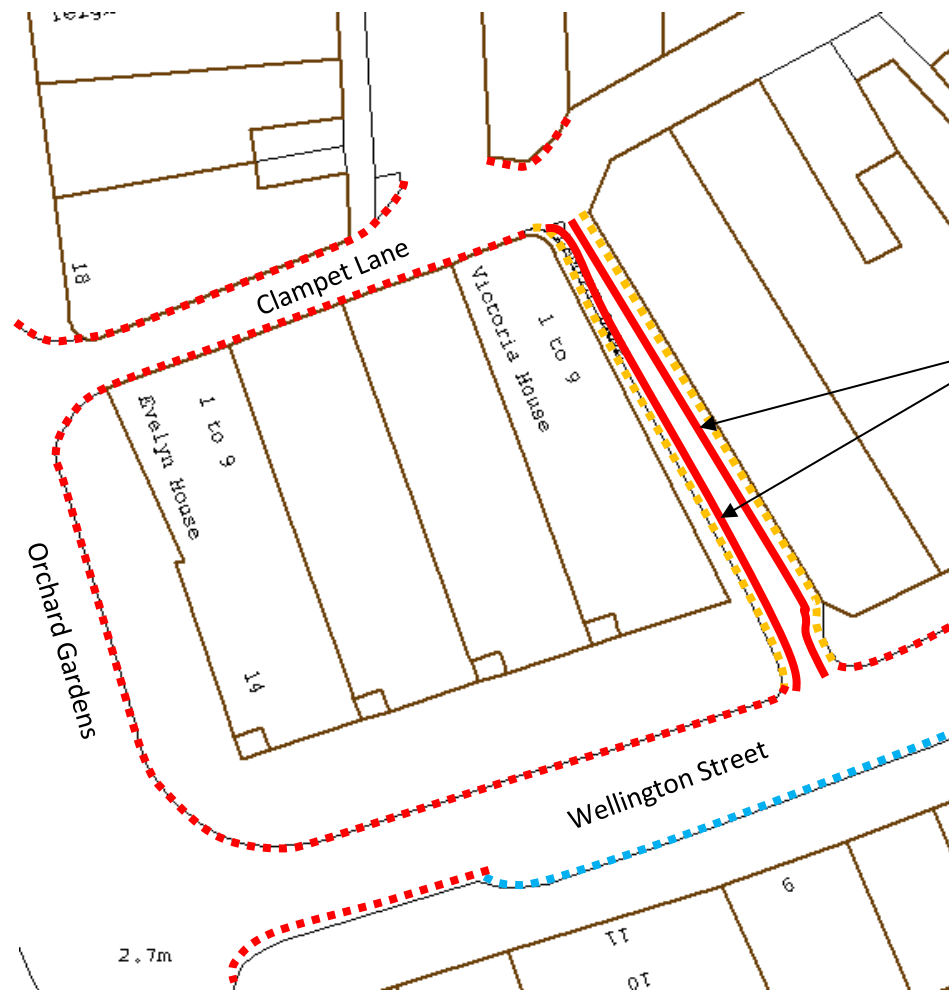 18
Clampet Lane
Victoria House
1 to 9
1 to 9
Evelyn House
Orchard Gardens
14
Wellington Street
9
11
10
2.7m